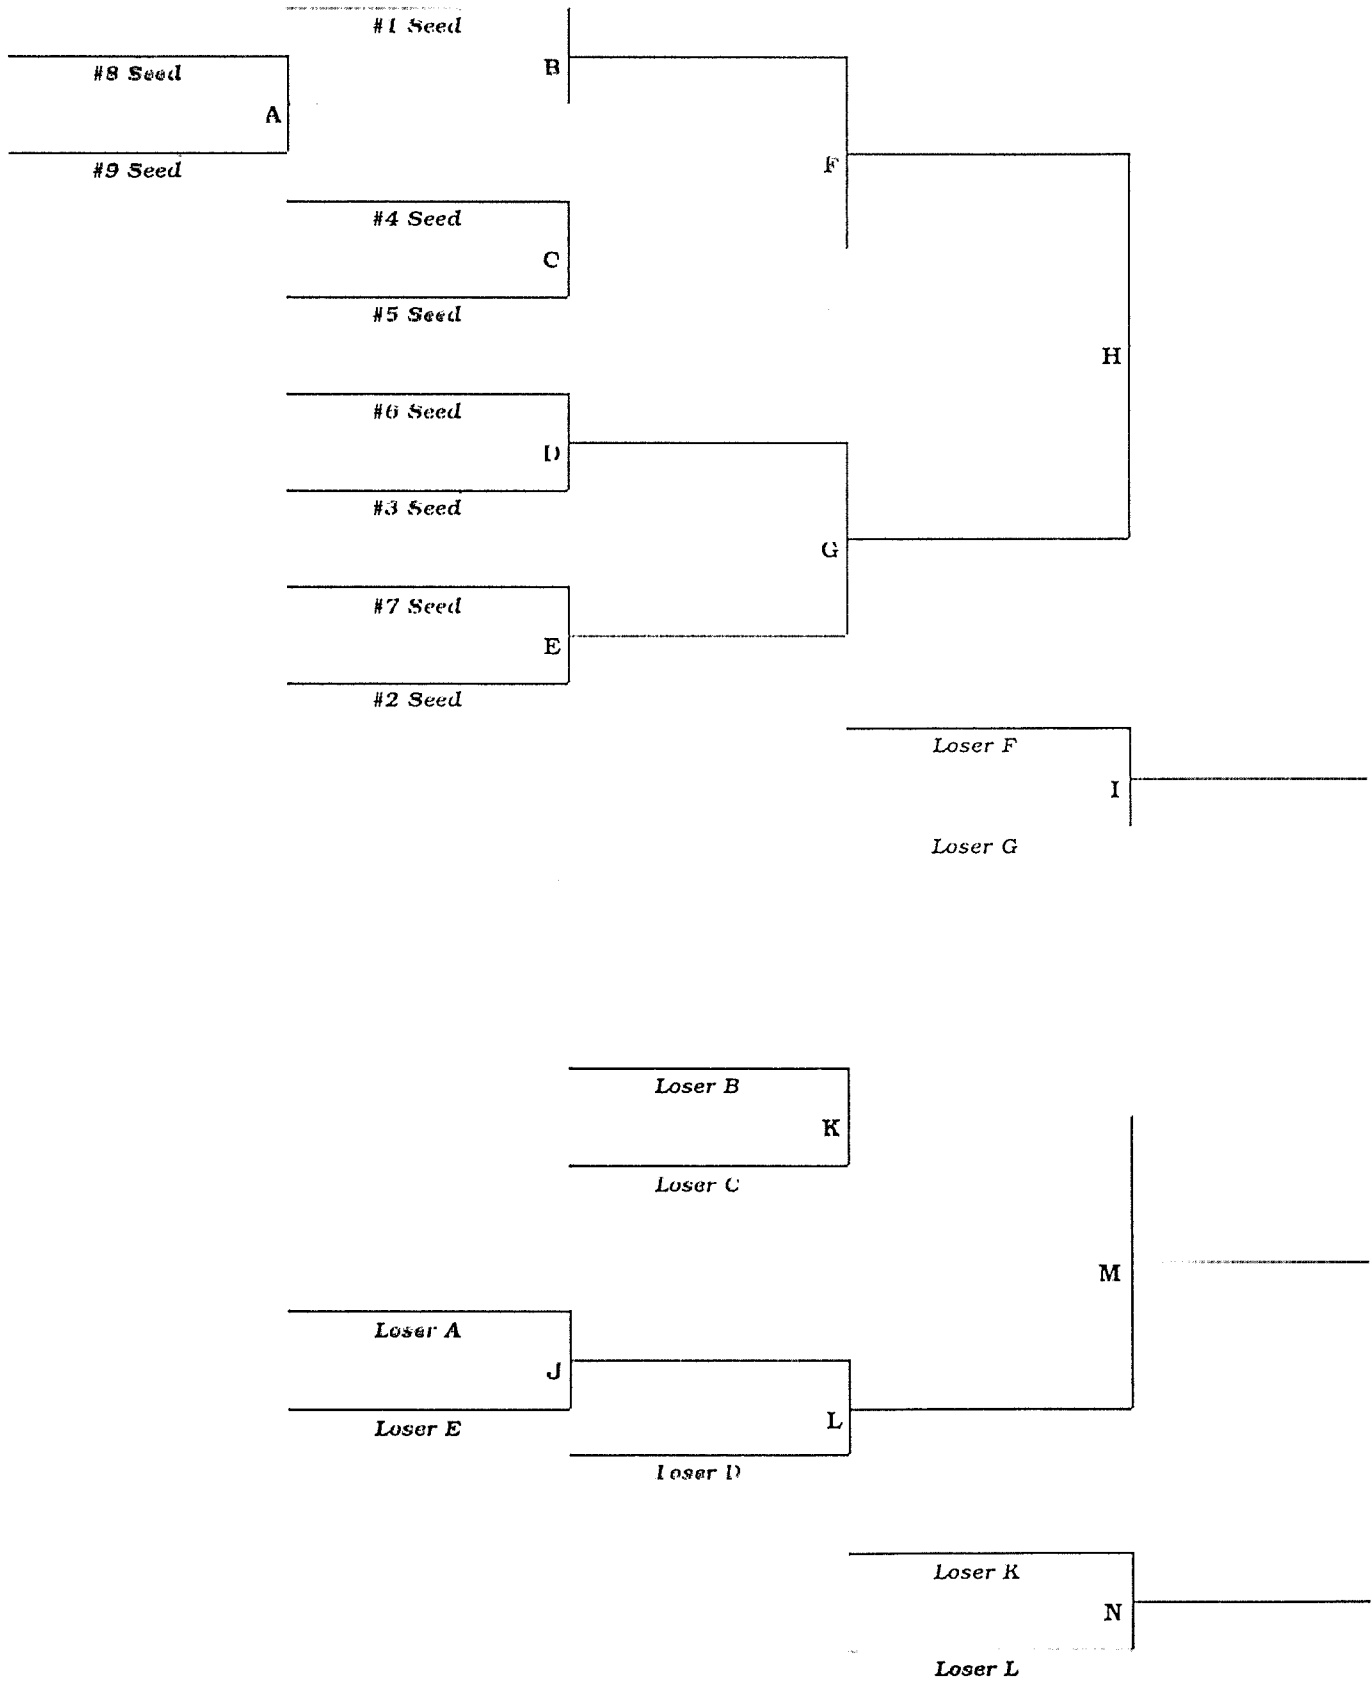 #1 Seed
B
#8 Seed
A
#9 Seed
F
#4 Seed
C
#5 Seed
H
#6 Seed
D
#3 Seed
G
#7 Seed
E
#2 Seed
Loser F
I
Loser G
Loser B
K
Loser C
M
Loser A
J
Loser E
L
Loser D
Loser K
N
Loser L